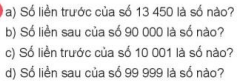 a) Số liền trước của số 13 450 là số nào?
b) Số liền sau của số 90 000 là số nào?
c) Số liền trước của số 10 001 là số nào?
d) Số liền sau của số 99 999 là số nào?